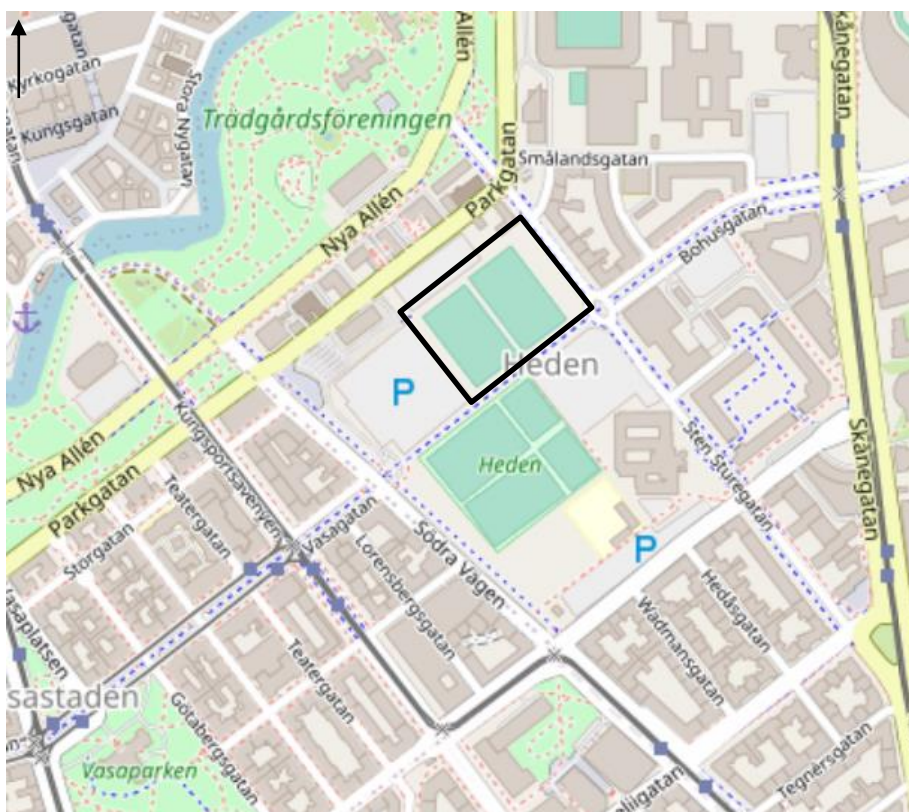 Kyrkogatan
Kungsgatan
Stora Nygatan
Trädgårdsföreningen
Allén
Nya Allén
Parkgatan
Smålandsgatan
Skånegatan
Bohusgatan
Heden
P
Heden
Sten Sturegatan
Skånegatan
Nya Allén
Parkgatan
Kungsportsavenyen
Storgatan
Teatergatan
Vasagatan
Lorensbergsgatan
Södra Vägen
P
Hedåsgatan
Wadmansgatan
Vasaplatsen
sastaden
Teatergatan
Götabergsgatan
Vasaparken
Tegnérsgatan